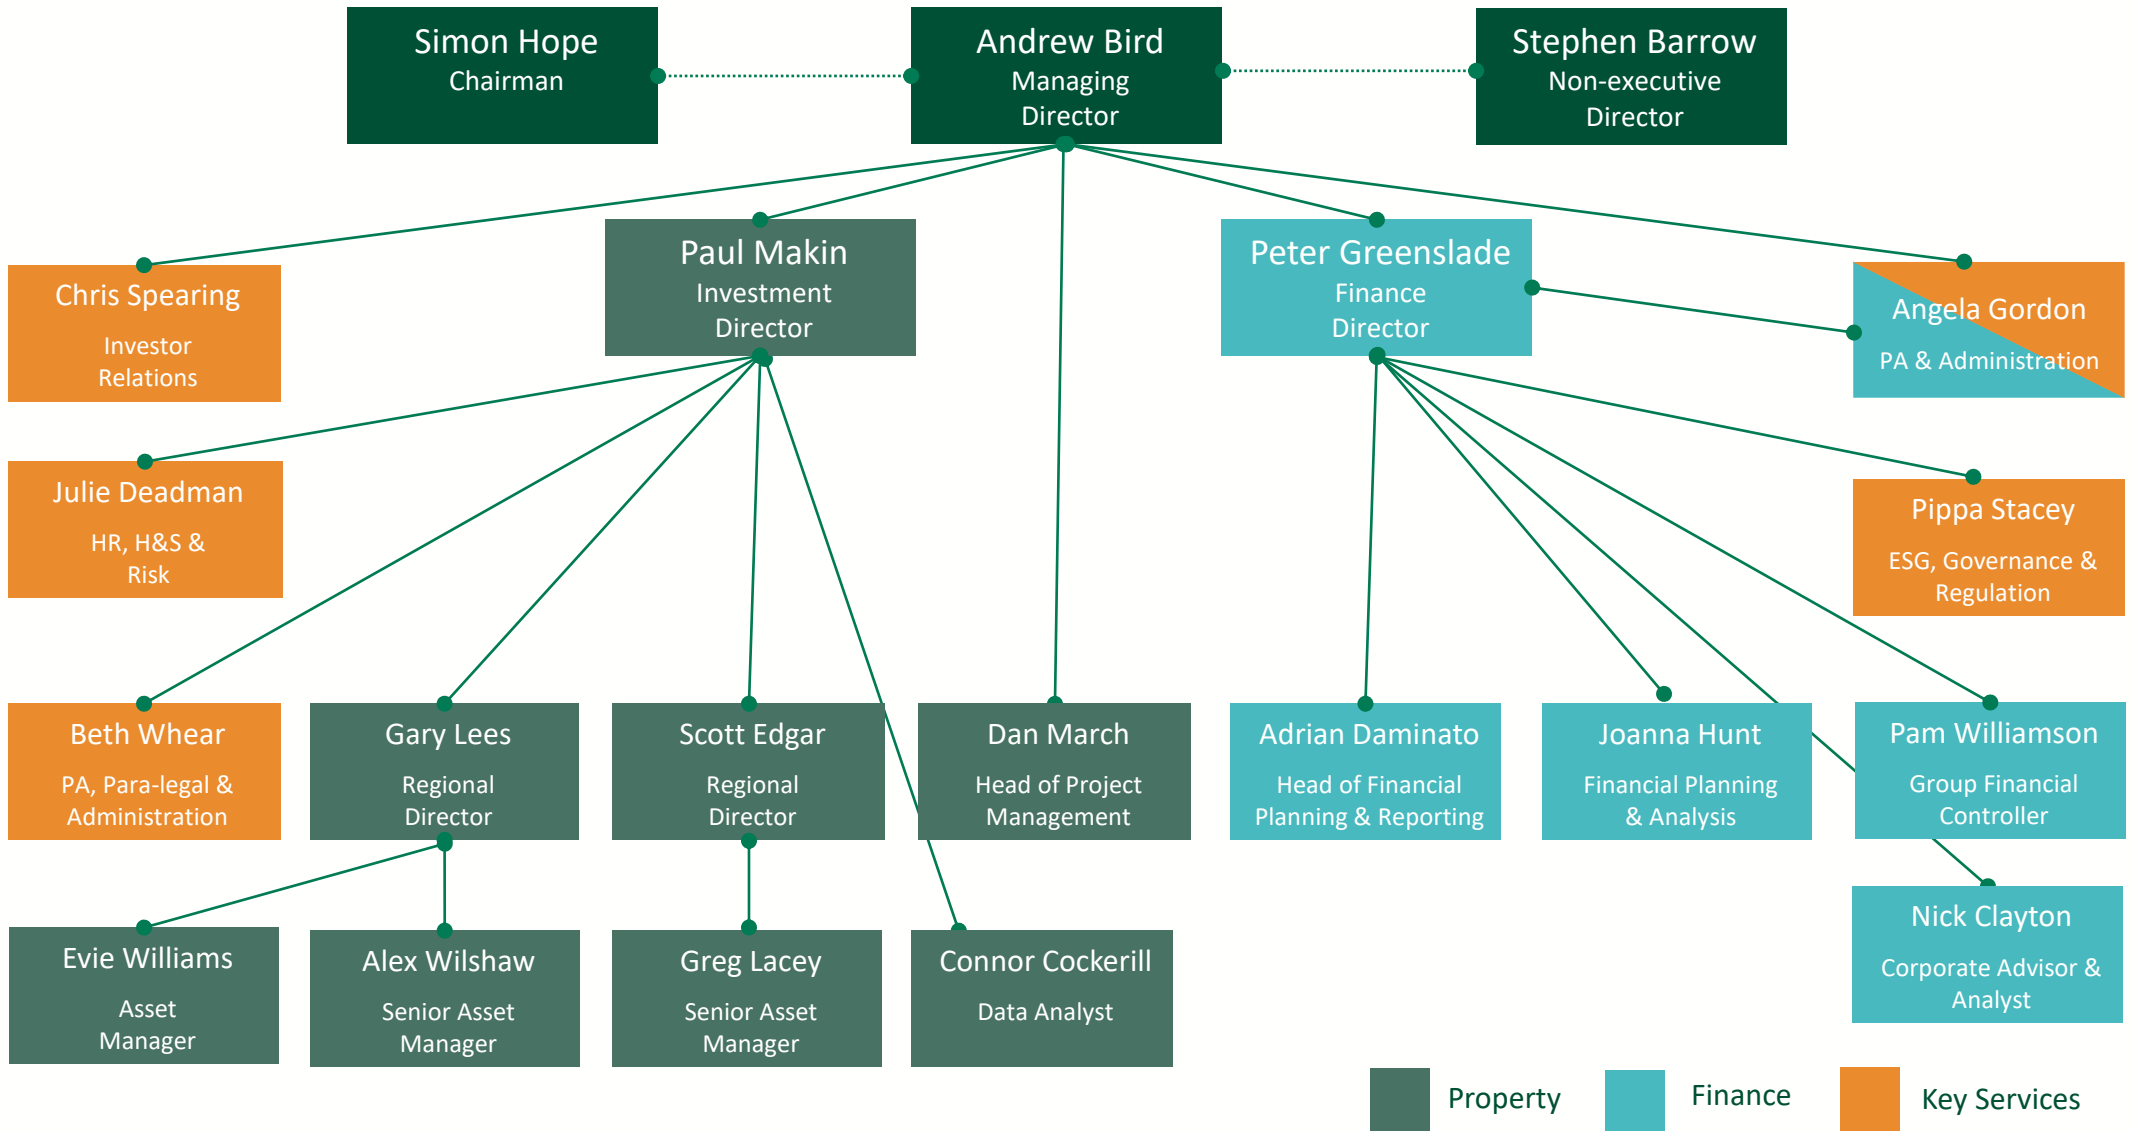 Simon Hope
Chairman
Andrew Bird
Managing
Director
Stephen Barrow
Non-executive
Director
Chris Spearing
Investor
Relations
Paul Makin
Investment
Director
Peter Greenslade
Finance
Director
Angela Gordon
PA & Administration
Julie Deadman
HR, H&S &
Risk
Pippa Stacey
ESG, Governance &
Regulation
Beth Whear
PA, Para-legal &
Administration
Gary Lees
Regional
Director
Scott Edgar
Regional
Director
Dan March
Head of Project
Management
Adrian Daminato
Head of Financial
Planning & Reporting
Joanna Hunt
Financial Planning
& Analysis
Pam Williamson
Group Financial
Controller
Evie Williams
Asset
Manager
Alex Wilshaw
Senior Asset
Manager
Greg Lacey
Senior Asset
Manager
Connor Cockerill
Data Analyst
Nick Clayton
Corporate Advisor &
Analyst
Property
Finance
Key Services